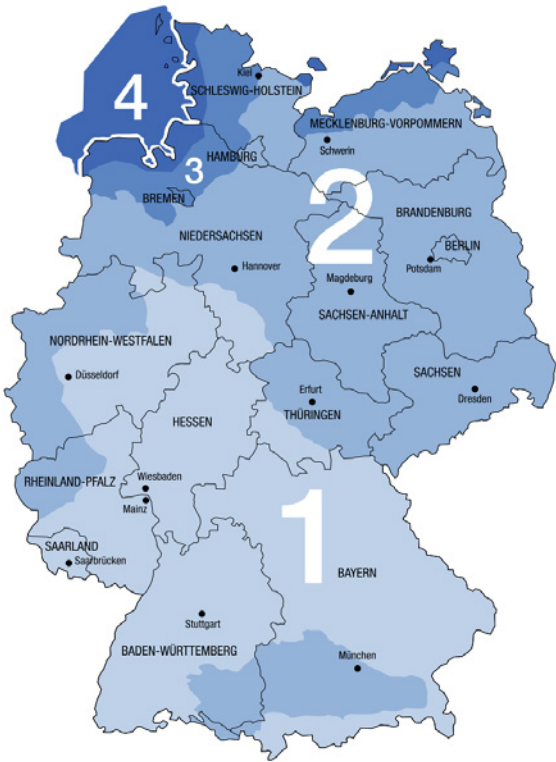 4
Kiel
SCHLESWIG-HOLSTEIN
MECKLENBURG-VORPOMMERN
Schwerin
HAMBURG
3
BREMEN
2
BRANDENBURG
NIEDERSACHSEN
BERLIN
Hannover
Potsdam
Magdeburg
SACHSEN-ANHALT
NORDRHEIN-WESTFALEN
Düsseldorf
SACHSEN
Dresden
Erfurt
THÜRINGEN
HESSEN
RHEINLAND-PFALZ
Wiesbaden
Mainz
1
SAARLAND
Saarbrücken
BAYERN
Stuttgart
BADEN-WÜRTTEMBERG
München